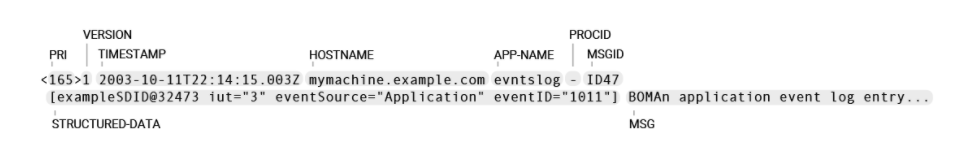 VERSION PROCID
PRI TIMESTAMP HOSTNAME APP-NAME MSGID
<165>1 2003-10-11T22:14:15.003Z mymachine.example.com evntslog - ID47
[exampleSDID@32473 iut="3" eventSource="Application" eventID="1011"] BOMAn application event log entry...
STRUCTURED-DATA MSG